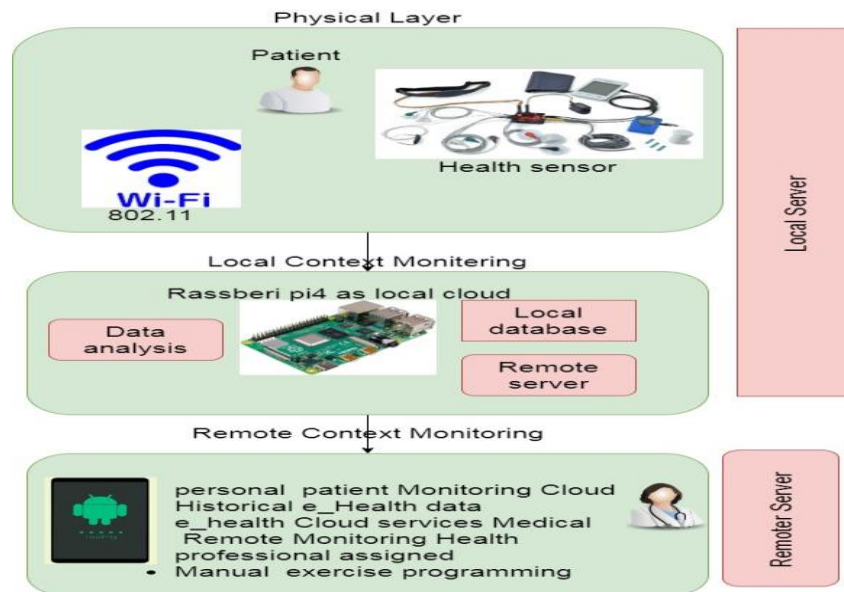 Physical Layer
Patient
Health sensor
Wi-Fi
802.11
Local Server
Local Context Monitering
Rassberi pi4 as local cloud
Data
analysis
Local
database
Remote
server
Remote Context Monitoring
personal patient Monitoring Cloud
Historical e_Health data
e_health Cloud services Medical
Remote Monitoring Health
professional assigned
• Manual exercise programming
Remoter Server